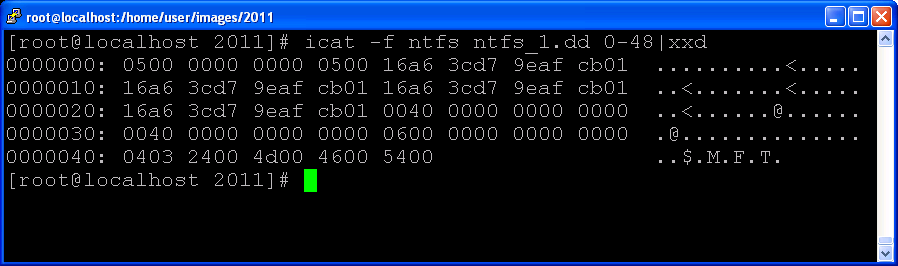 root@localhost:/home/user/images/2011
[root@localhost 2011]# icat -f ntfs ntfs_1.dd 0-48|xxd
0000000: 0500 0000 0000 0500 16a6 3cd7 9eaf cb01  ..........<.....
0000010: 16a6 3cd7 9eaf cb01 16a6 3cd7 9eaf cb01  ..<.......<.....
0000020: 16a6 3cd7 9eaf cb01 0040 0000 0000 0000  ..<......@......
0000030: 0040 0000 0000 0000 0600 0000 0000 0000  .@..............
0000040: 0403 2400 4d00 4600 5400                 ..$.M.F.T.
[root@localhost 2011]#